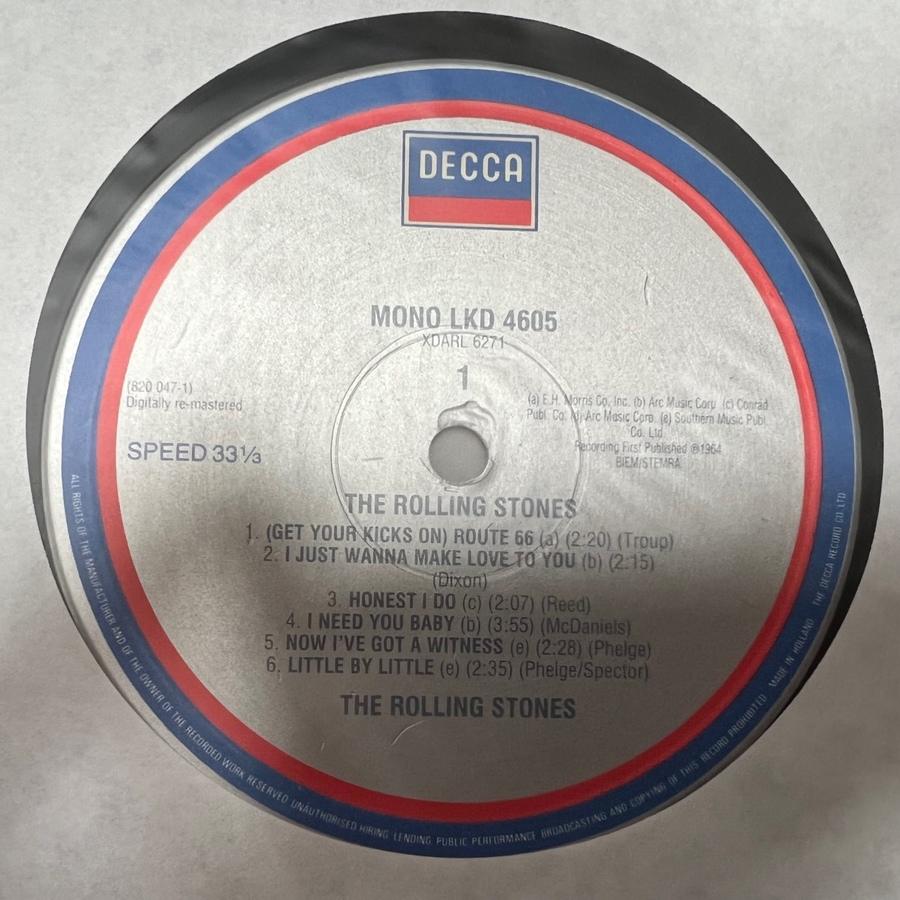 DECCA
MONO LKD 4605
XDARL 6271
1
(820 047-1)
Digitally re-mastered
SPEED 33⅓
(a) E.H. Morris Co, Inc. (b) Arc Music Corp. (c) Conrad
Publ. Co. (d) Arc Music Corp. (e) Southern Music Publ.
Co. Ltd.
Recording First Published ℗1964
BIEM/STEMRA
THE ROLLING STONES
1. (GET YOUR KICKS ON) ROUTE 66 (a) (2:20) (Troup)
2. I JUST WANNA MAKE LOVE TO YOU (b) (2:15)
(Dixon)
3. HONEST I DO (c) (2:07) (Reed)
4. I NEED YOU BABY (b) (3:55) (McDaniels)
5. NOW I'VE GOT A WITNESS (e) (2:28) (Phelge)
6. LITTLE BY LITTLE (e) (2:35) (Phelge/Spector)
THE ROLLING STONES
ALL RIGHTS OF THE MANUFACTURER AND OF THE OWNER OF THE RECORDED WORK RESERVED UNAUTHORISED HIRING LENDING PUBLIC PERFORMANCE BROADCASTING AND COPYING OF THIS RECORD PROHIBITED MADE IN HOLLAND THE DECCA RECORD CO LTD